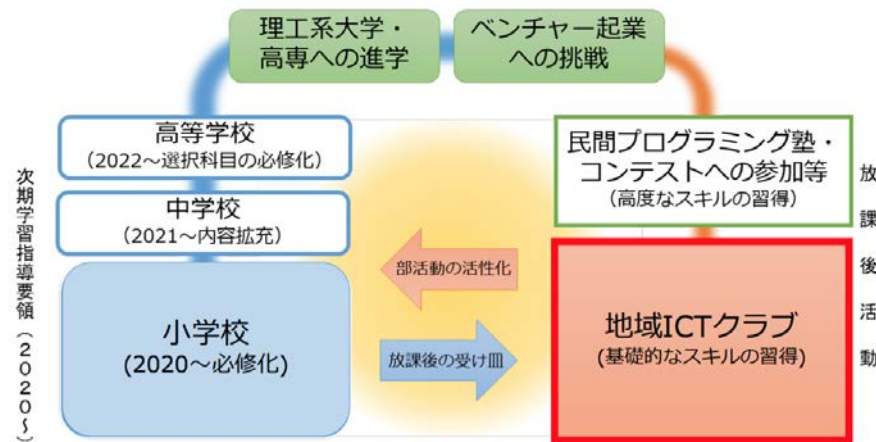 理工系大学・
高専への進学
ベンチャー起業
への挑戦
高等学校
（2022～選択科目の必修化）
中学校
（2021～内容拡充）
小学校
(2020～必修化)
次期学習指導要領（2020～）
部活動の活性化
放課後の受け皿
民間プログラミング塾・
コンテストへの参加等
(高度なスキルの習得)
地域ICTクラブ
(基礎的なスキルの習得)
放課後活動